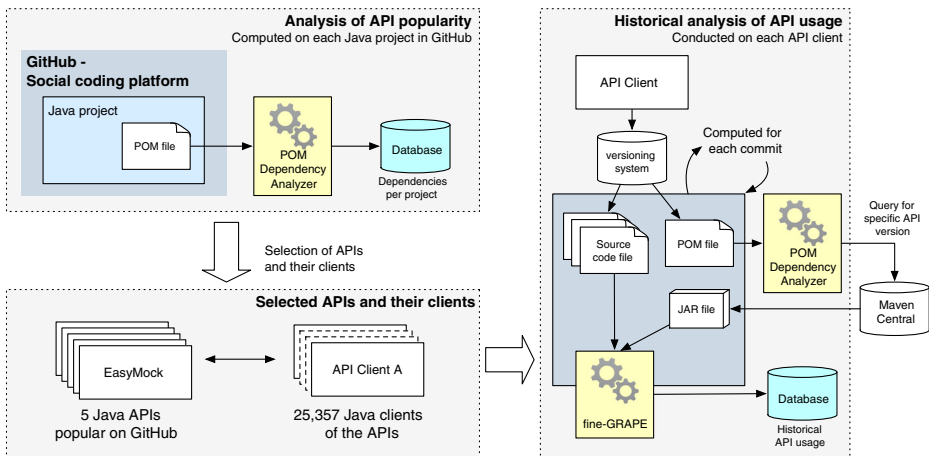 Analysis of API popularity
Computed on each Java project in GitHub
GitHub -
Social coding platform
Java project
POM file
POM
Dependency
Analyzer
Database
Dependencies
per project
Selection of APIs
and their clients
Selected APIs and their clients
EasyMock
API Client A
5 Java APIs
popular on GitHub
25,357 Java clients
of the APIs
Historical analysis of API usage
Conducted on each API client
API Client
versioning
system
Computed for
each commit
Source
code file
POM file
POM
Dependency
Analyzer
Query for
specific API
version
JAR file
Maven
Central
fine-GRAPE
Database
Historical
API usage